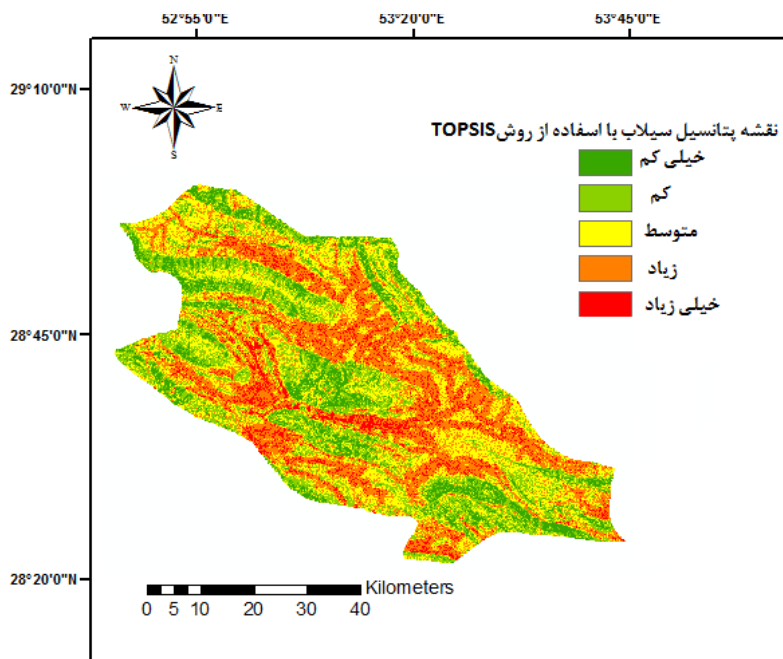 52°55'0"E 53°20'0"E 53°45'0"E
29°10'0"N
N
W E
S
نقشه پتانسیل سیلاب با اسفاده از روش TOPSIS
خیلی کم
کم
متوسط
زیاد
خیلی زیاد
28°45'0"N
28°20'0"N
Kilometers
0 5 10 20 30 40